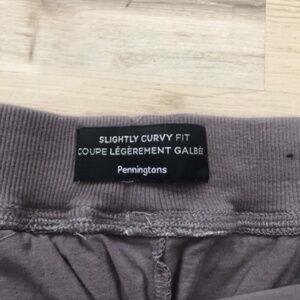 SLIGHTLY CURVY FIT
COUPE LÉGÈREMENT GALBÉE
Penningtons